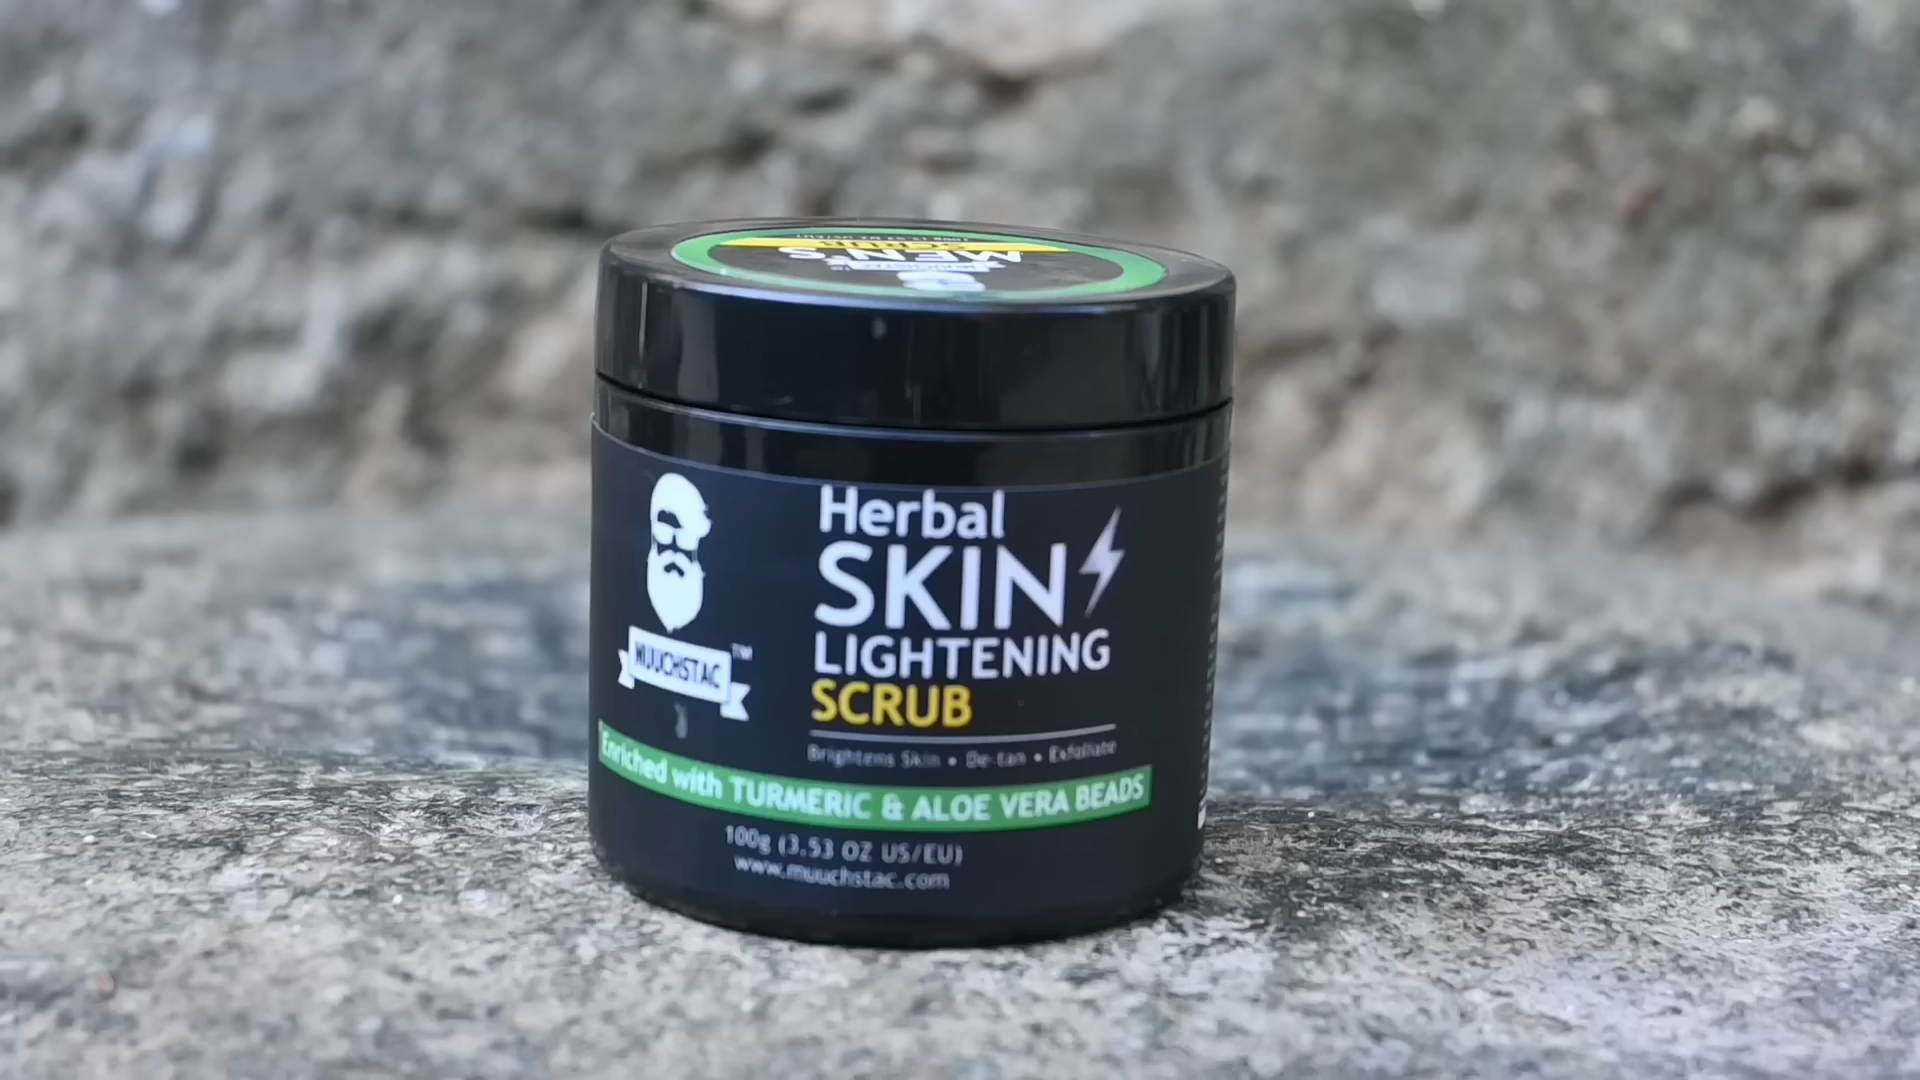 MEN'S
SCRUB
MUUCHSTAC
TM
Herbal
SKIN
LIGHTENING
SCRUB
Brightens Skin • De-tan • Exfoliate
Enriched with TURMERIC & ALOE VERA BEADS
100g (3.53 OZ US/EU)
www.muuchstac.com